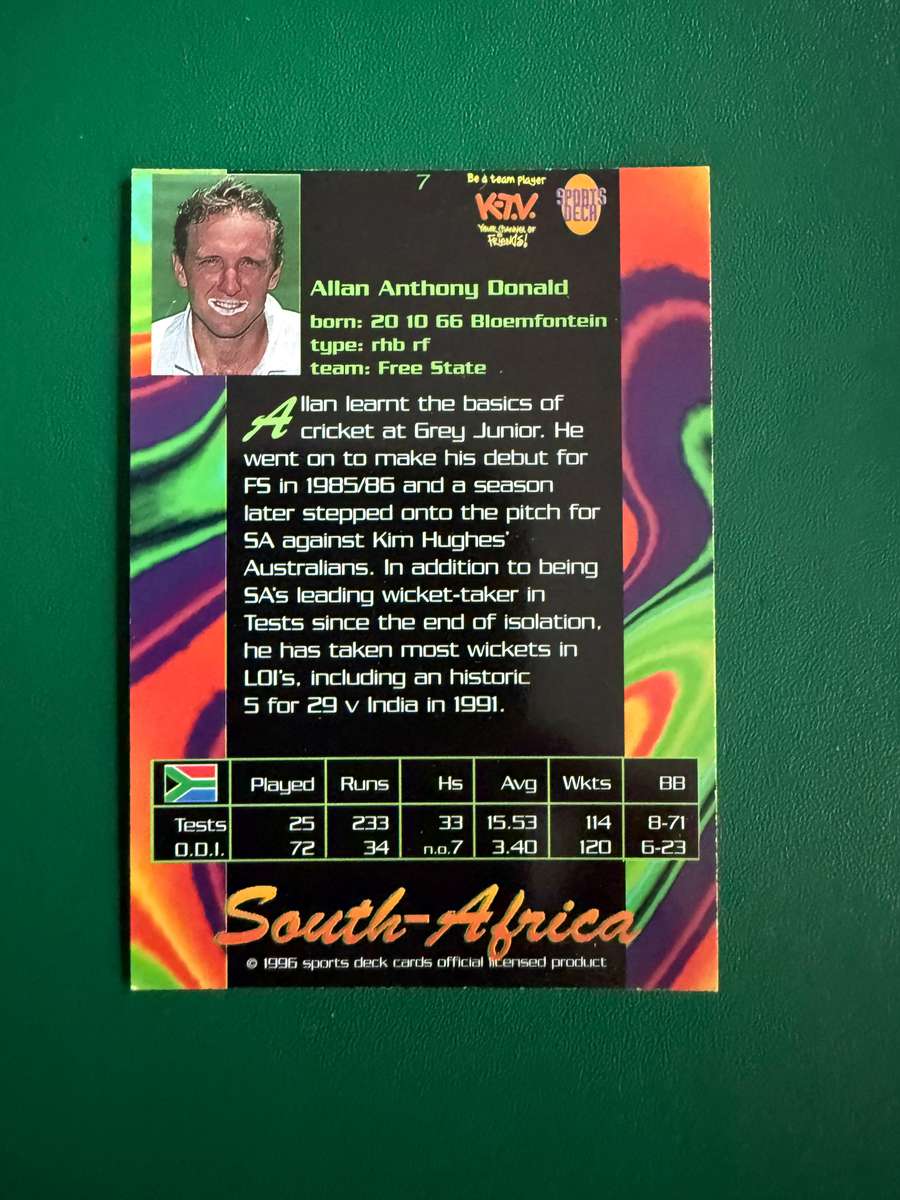 7
Be a team player
K-T.V.
Your channel of
Friends!
SPORTS
DECK
Allan Anthony Donald
born: 20 10 66 Bloemfontein
type: rhb rf
team: Free State
Allan learnt the basics of
cricket at Grey Junior. He
went on to make his debut for
FS in 1985/86 and a season
later stepped onto the pitch for
SA against Kim Hughes'
Australians. In addition to being
SA's leading wicket-taker in
Tests since the end of isolation,
he has taken most wickets in
LOI's, including an historic
5 for 29 v India in 1991.
Played Runs Hs Avg Wkts BB
Tests 25 233 33 15.53 114 8-71
O.D.I. 72 34 n.o.7 3.40 120 6-23
South-Africa
© 1996 sports deck cards official licensed product